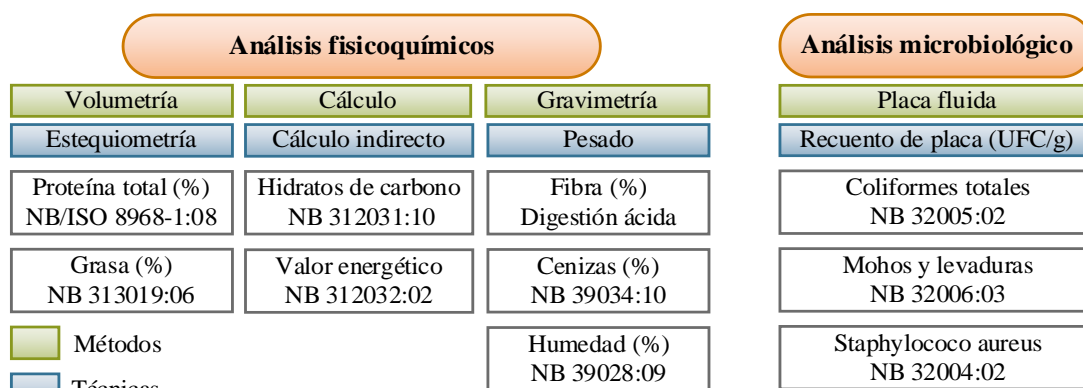 Análisis fisicoquímicos
Análisis microbiológico
Volumetría
Cálculo
Gravimetría
Placa fluida
Estequiometría
Cálculo indirecto
Pesado
Recuento de placa (UFC/g)
Proteína total (%)
NB/ISO 8968-1:08
Hidratos de carbono
NB 312031:10
Fibra (%)
Digestión ácida
Coliformes totales
NB 32005:02
Grasa (%)
NB 313019:06
Valor energético
NB 312032:02
Cenizas (%)
NB 39034:10
Mohos y levaduras
NB 32006:03
Métodos
Humedad (%)
NB 39028:09
Staphylococo aureus
NB 32004:02
Técnicas